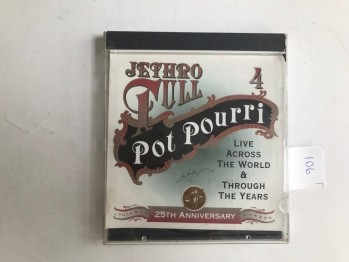 JETHRO
TULL
4
Pot Pourri
LIVE
ACROSS
THE WORLD
&
THROUGH
THE YEARS
25TH ANNIVERSARY
106